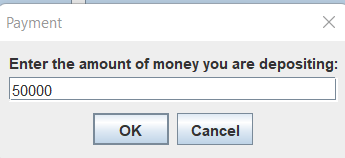 Payment
Enter the amount of money you are depositing:
50000
OK
Cancel